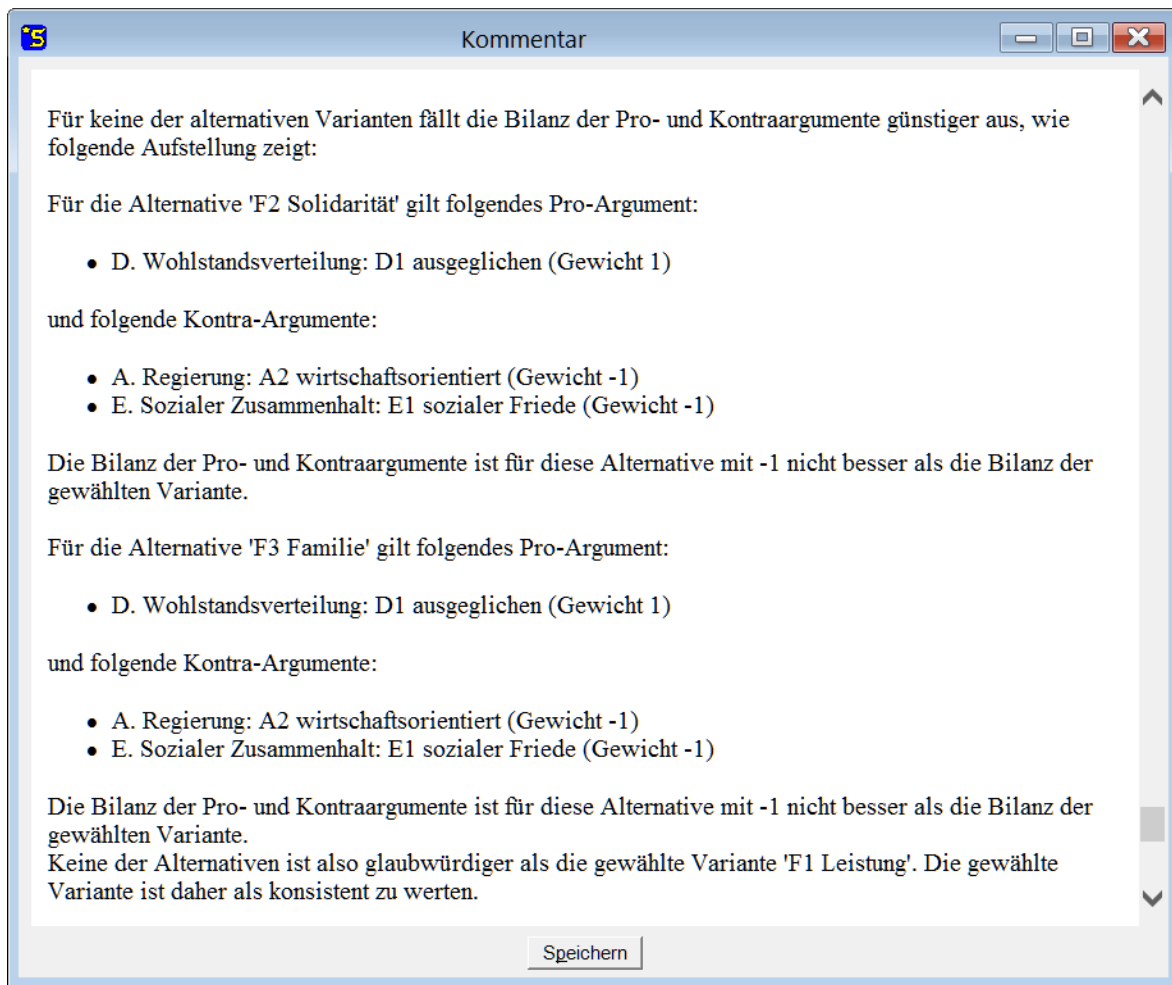 Kommentar
Für keine der alternativen Varianten fällt die Bilanz der Pro- und Kontraargumente günstiger aus, wie
folgende Aufstellung zeigt:
Für die Alternative 'F2 Solidarität' gilt folgendes Pro-Argument:
• D. Wohlstandsverteilung: D1 ausgeglichen (Gewicht 1)
und folgende Kontra-Argumente:
• A. Regierung: A2 wirtschaftsorientiert (Gewicht -1)
• E. Sozialer Zusammenhalt: E1 sozialer Friede (Gewicht -1)
Die Bilanz der Pro- und Kontraargumente ist für diese Alternative mit -1 nicht besser als die Bilanz der
gewählten Variante.
Für die Alternative 'F3 Familie' gilt folgendes Pro-Argument:
• D. Wohlstandsverteilung: D1 ausgeglichen (Gewicht 1)
und folgende Kontra-Argumente:
• A. Regierung: A2 wirtschaftsorientiert (Gewicht -1)
• E. Sozialer Zusammenhalt: E1 sozialer Friede (Gewicht -1)
Die Bilanz der Pro- und Kontraargumente ist für diese Alternative mit -1 nicht besser als die Bilanz der
gewählten Variante.
Keine der Alternativen ist also glaubwürdiger als die gewählte Variante 'F1 Leistung'. Die gewählte
Variante ist daher als konsistent zu werten.
Speichern